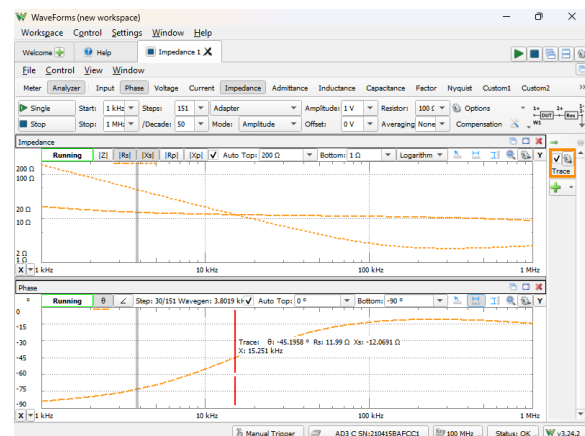 WaveForms (new workspace)
Workspace Control Settings Window Help
Welcome Help Impedance 1
File Control View Window
Meter Analyzer Input Phase Voltage Current Impedance Admittance Inductance Capacitance Factor Nyquist Custom1 Custom2
Single Start: 1 kHz Steps: 151 Adapter Amplitude: 1 V Resistor: Options
Stop Stop: 1 MHz /Decade: 50 Mode: Amplitude Offset: 0 V Averaging None Compensation
1+ 2+ DUT Res W1
Impedance
Running |Z| |Rs| |Xs| |Rp| |Xp| Auto Top: 200 Ω Bottom: 1 Ω Logarithm Y
Trace
200 Ω
100 Ω
20 Ω
10 Ω
2 Ω
1 Ω
X 1 kHz 10 kHz 100 kHz 1 MHz
Phase
° Running θ ∠ Step: 30/151 Wavegen: 3.8019 kH Auto Top: 0 ° Bottom: -90 ° Y
0
-15
-30
-45
-60
-75
-90
Trace: θ: -45.1958 ° Rs: 11.99 Ω Xs: -12.0691 Ω
X: 15.251 kHz
X 1 kHz 10 kHz 100 kHz 1 MHz
Manual Trigger AD3 C SN:210415BAFCC1 100 MHz Status: OK v3.24.2